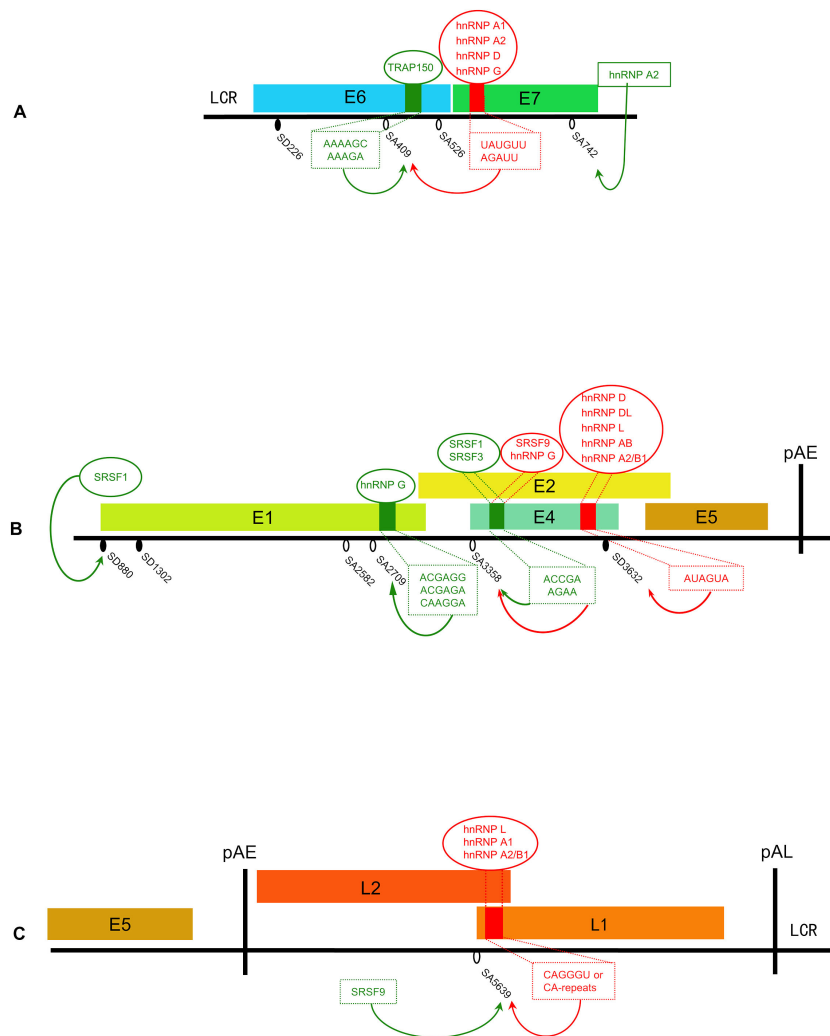 hnRNP A1
hnRNP A2
hnRNP D
hnRNP G
TRAP150
hnRNP A2
A
LCR
E6
E7
SD226
SA409
SA526
SA742
AAAAGC
AAAGA
UAUGUU
AGAUU
hnRNP D
hnRNP DL
hnRNP L
hnRNP AB
hnRNP A2/B1
SRSF1
SRSF3
SRSF9
hnRNP G
pAE
SRSF1
hnRNP G
E2
B
E1
E4
E5
SD880
SD1302
SA2582
SA2709
SA3358
SD3632
ACGAGG
ACGAGA
CAAGGA
ACCGA
AGAA
AUAGUA
hnRNP L
hnRNP A1
hnRNP A2/B1
pAE
pAL
L2
C
E5
L1
LCR
SA5639
SRSF9
CAGGGU or
CA-repeats